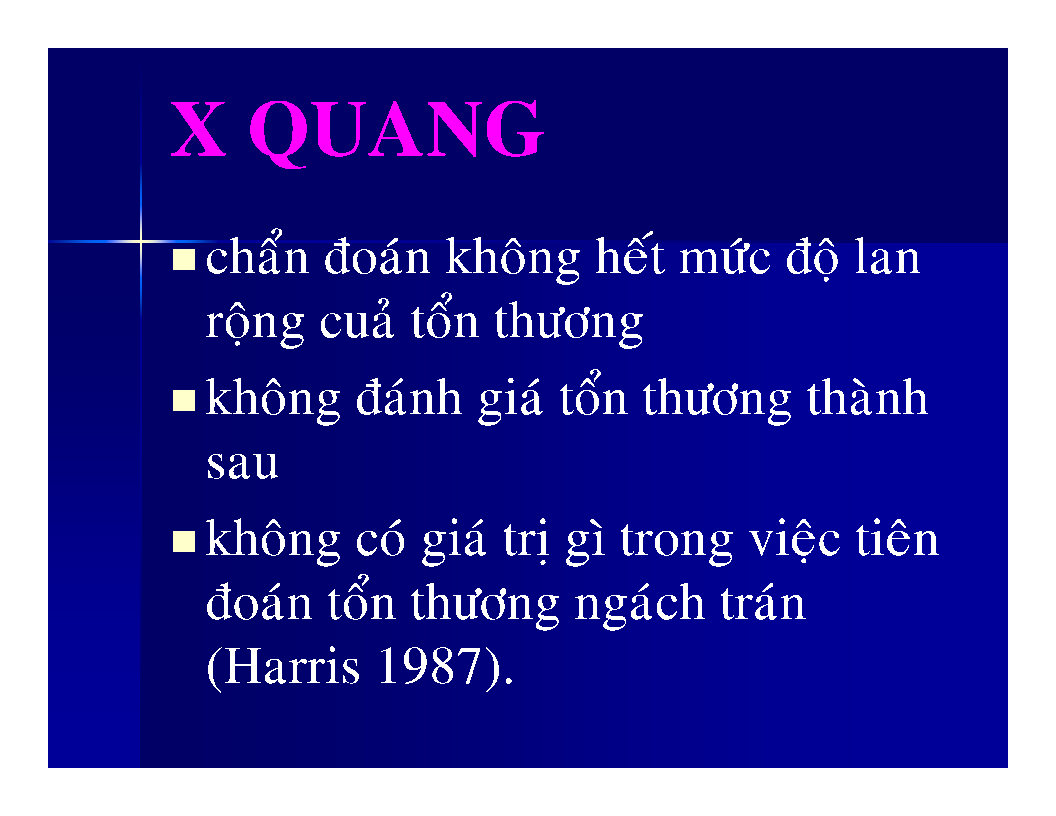 X QUANG
chẩn đoán không hết mức độ lan
rộng cuả tổn thương
không đánh giá tổn thương thành
sau
không có giá trị gì trong việc tiên
đoán tổn thương ngách trán
(Harris 1987).